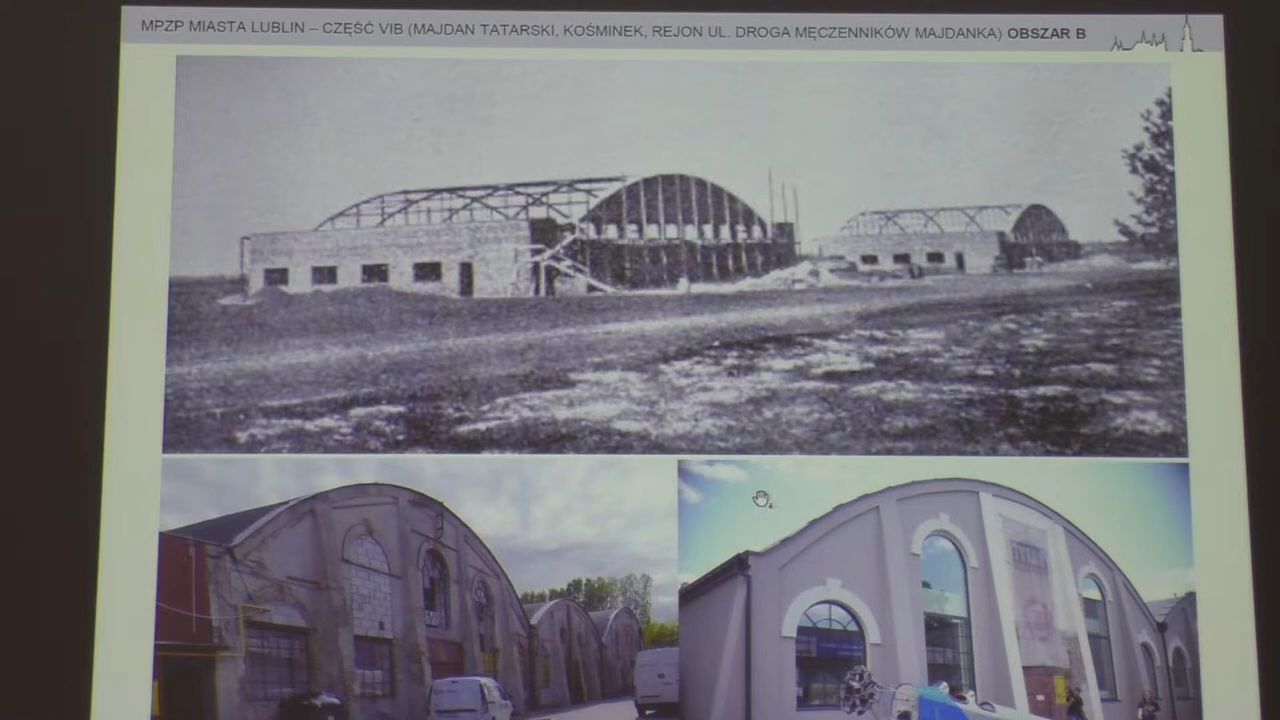 MPZP MIASTA LUBLIN – CZĘŚĆ VIB (MAJDAN TATARSKI, KOŚMINEK, REJON UL. DROGA MĘCZENNIKÓW MAJDANKA) OBSZAR B